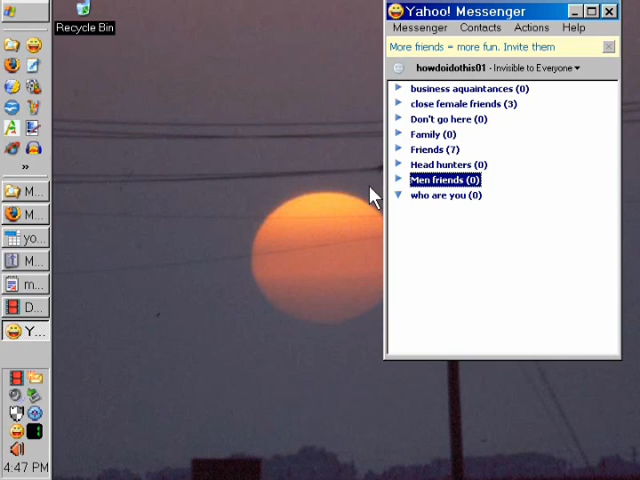 Recycle Bin
Yahoo! Messenger
Messenger Contacts Actions Help
More friends = more fun. Invite them
howdoidothis01 - Invisible to Everyone
business aquaintances (0)
close female friends (3)
Don't go here (0)
Family (0)
Friends (7)
Head hunters (0)
Men friends (0)
who are you (0)
»
M...
M...
yo...
M...
m...
D...
Y...
4:47 PM